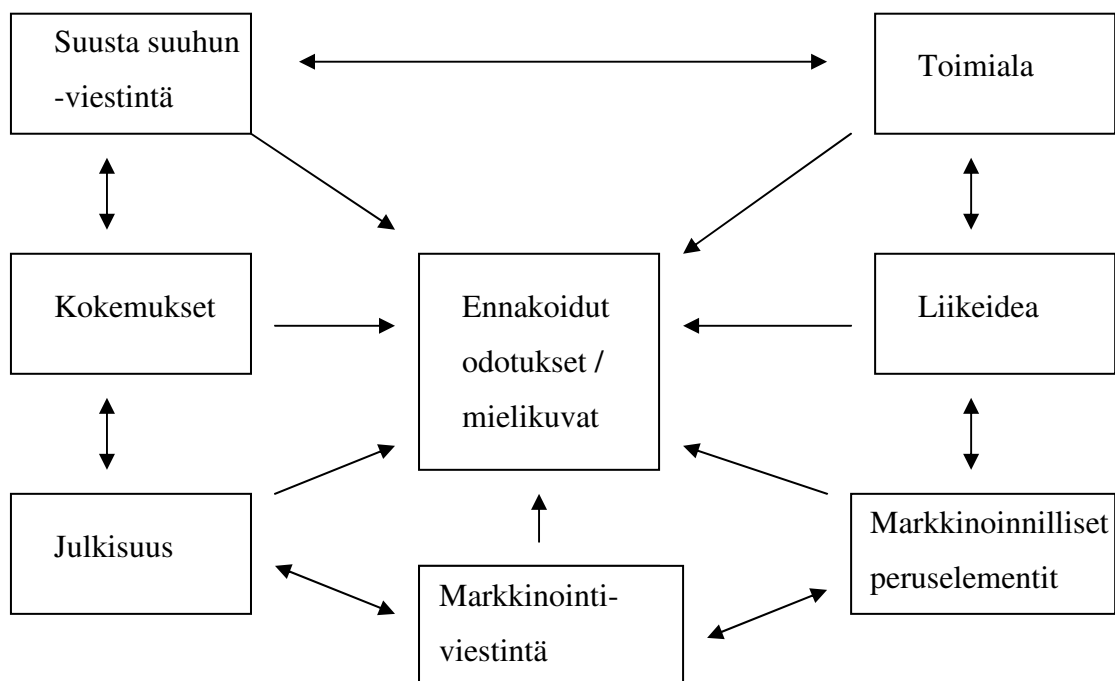 Suusta suuhun
-viestintä
Toimiala
Kokemukset
Ennakoidut
odotukset /
mielikuvat
Liikeidea
Julkisuus
Markkinointi-
viestintä
Markkinoinnilliset
peruselementit